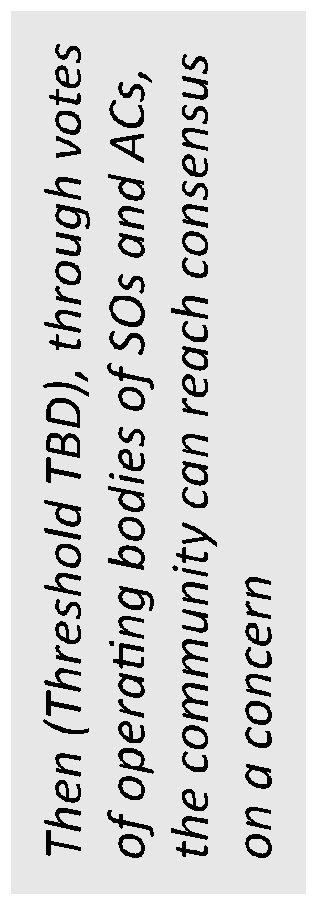 Then (Threshold TBD), through votes
of operating bodies of SOs and ACs,
the community can reach consensus
on a concern